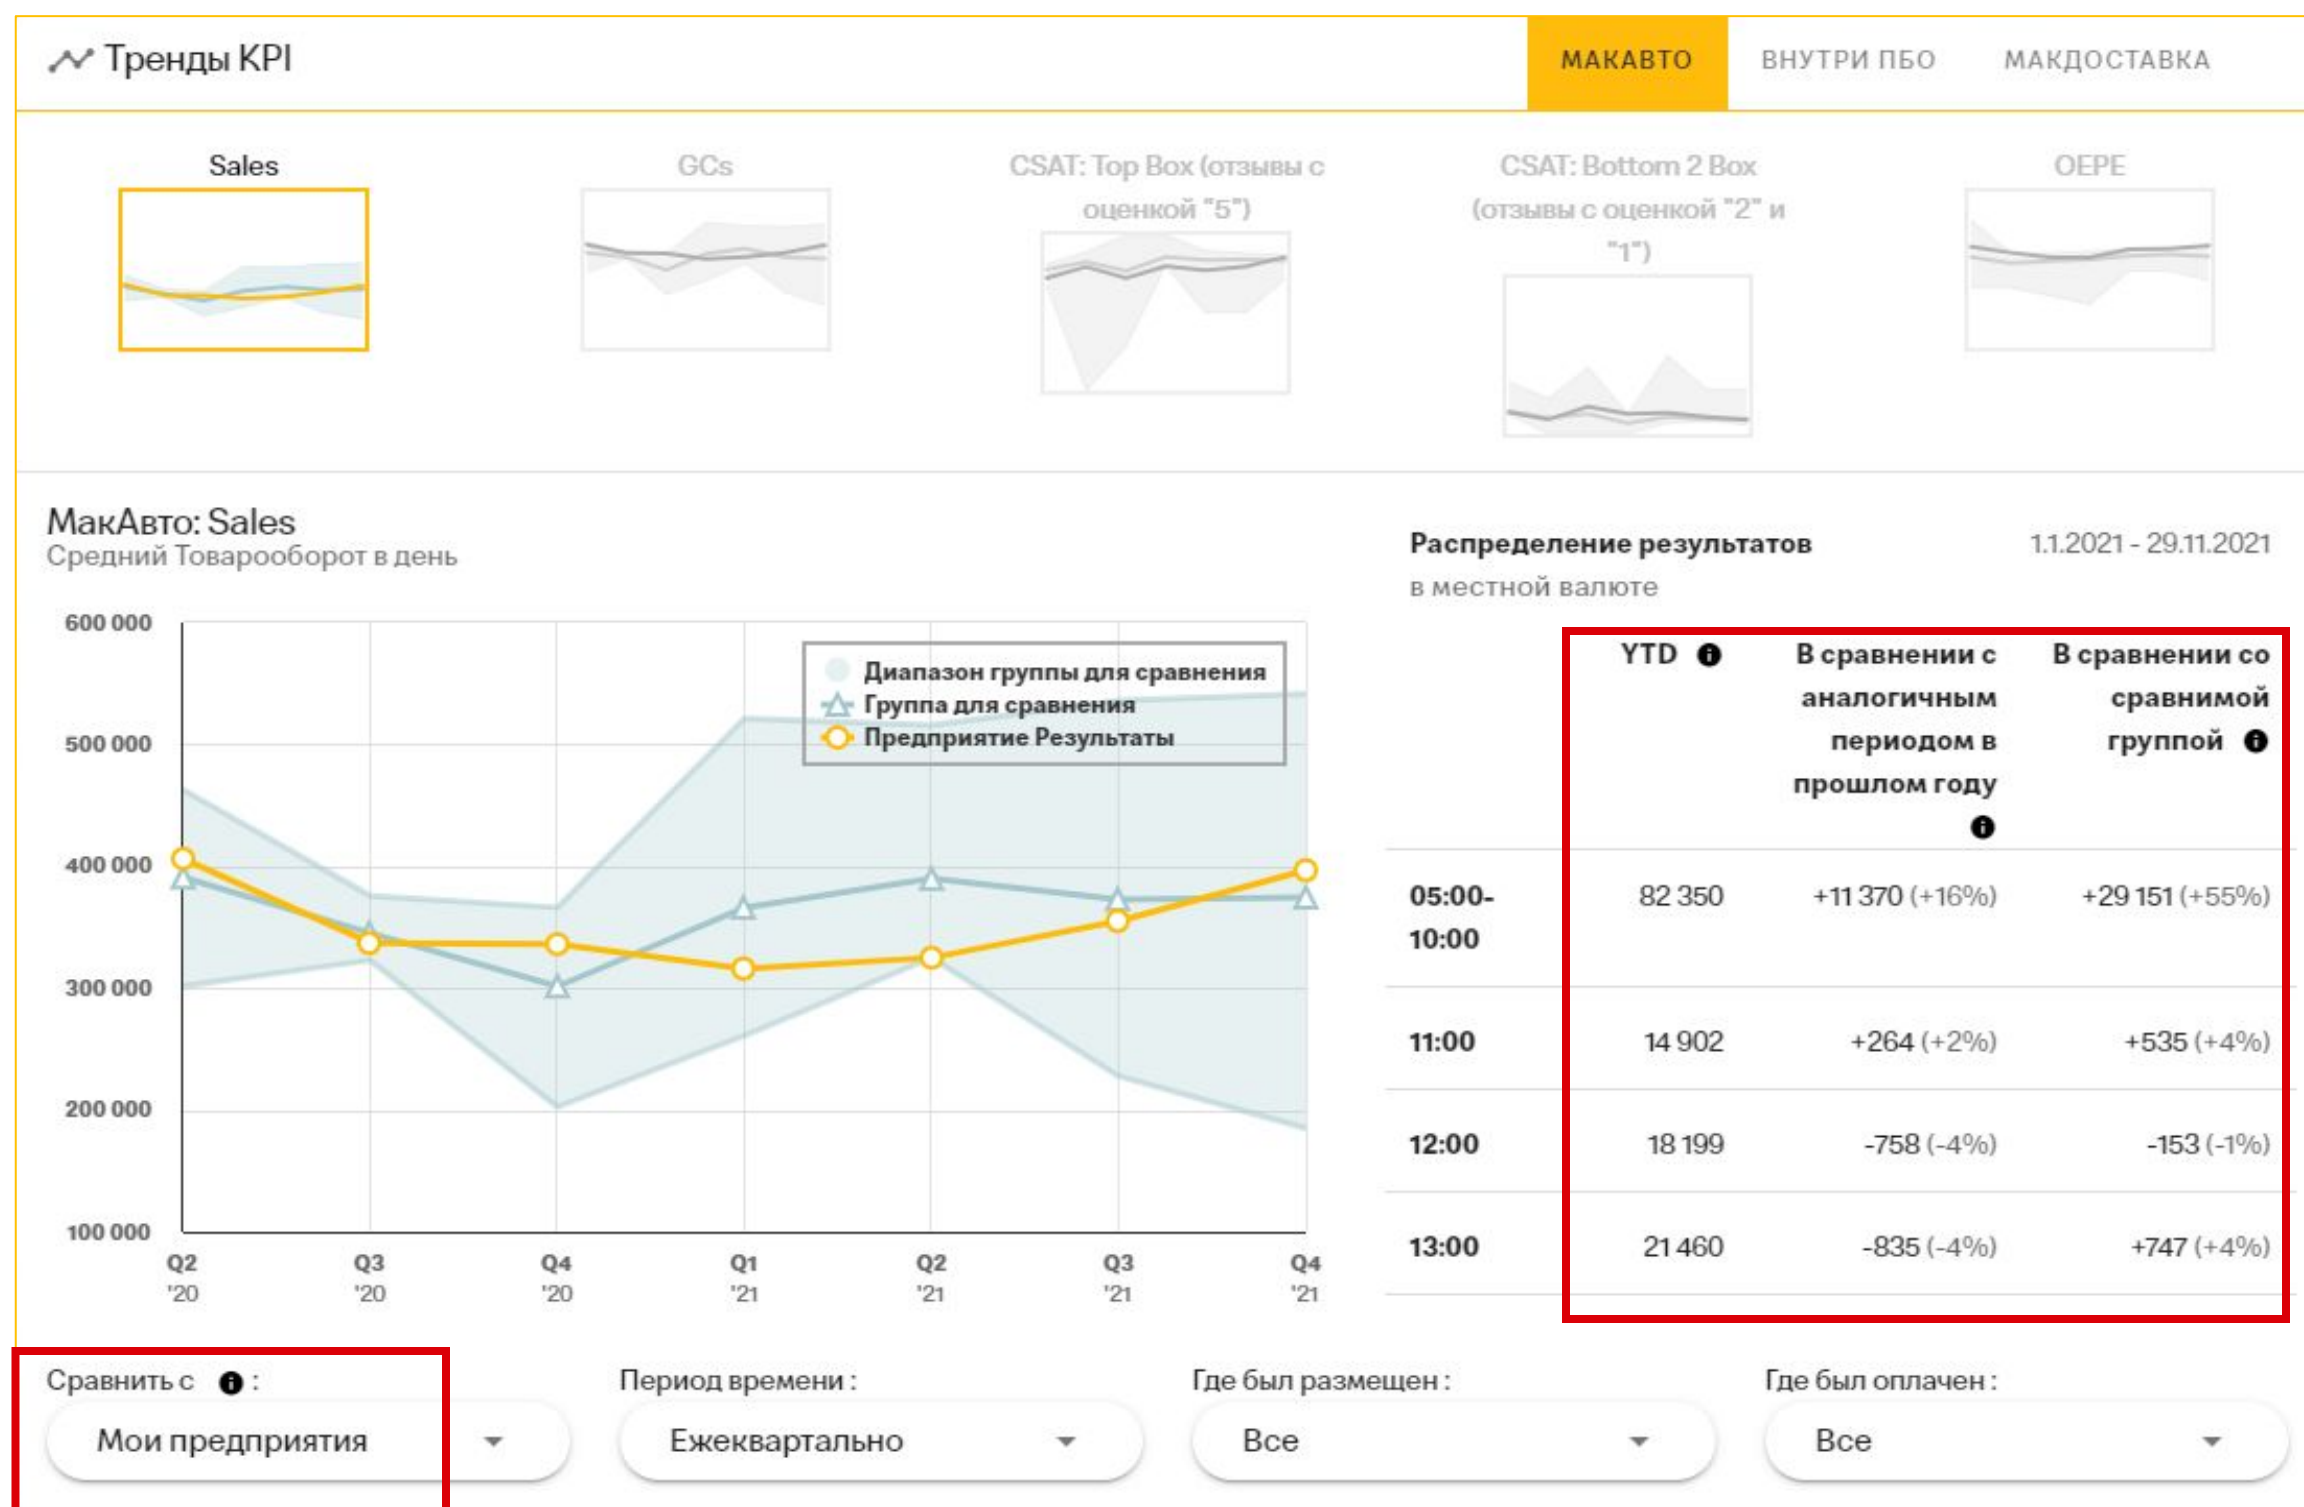 Тренды KPI
МАКАВТО
ВНУТРИ ПБО
МАКДОСТАВКА
Sales
GCs
CSAT: Top Box (отзывы с
оценкой "5")
CSAT: Bottom 2 Box
(отзывы с оценкой "2" и
"1")
OEPE
МакАвто: Sales
Средний Товарооборот в день
600 000
500 000
400 000
300 000
200 000
100 000
Диапазон группы для сравнения
Группа для сравнения
Предприятие Результаты
Q2 Q3 Q4 Q1 Q2 Q3 Q4
'20 '20 '20 '21 '21 '21 '21
Распределение результатов
1.1.2021 - 29.11.2021
в местной валюте
YTD
В сравнении с
аналогичным
периодом в
прошлом году
В сравнении со
сравнимой
группой
05:00- 82 350 +11 370 (+16%) +29 151 (+55%)
10:00
11:00 14 902 +264 (+2%) +535 (+4%)
12:00 18 199 -758 (-4%) -153 (-1%)
13:00 21 460 -835 (-4%) +747 (+4%)
Сравнить с :
Мои предприятия
Период времени :
Ежеквартально
Где был размещен :
Все
Где был оплачен :
Все